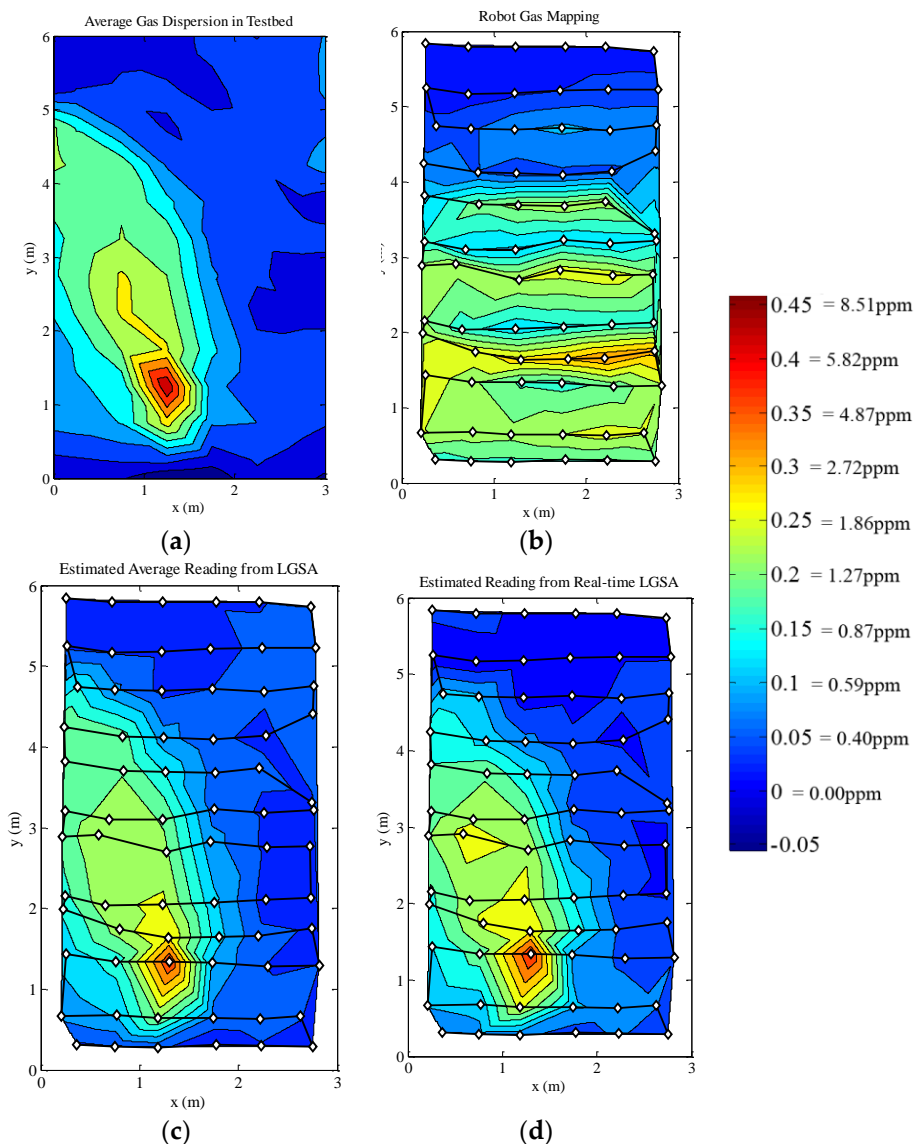 Average Gas Dispersion in Testbed
6
5
4
3
2
1
0
y (m)
0
1
2
3
x (m)
(a)
Robot Gas Mapping
6
5
4
3
2
1
0
0
1
2
3
x (m)
(b)
0.45 = 8.51ppm
0.4 = 5.82ppm
0.35 = 4.87ppm
0.3 = 2.72ppm
0.25 = 1.86ppm
0.2 = 1.27ppm
0.15 = 0.87ppm
0.1 = 0.59ppm
0.05 = 0.40ppm
0 = 0.00ppm
-0.05
Estimated Average Reading from LGSA
6
5
4
3
2
1
0
y (m)
0
1
2
3
x (m)
(c)
Estimated Reading from Real-time LGSA
6
5
4
3
2
1
0
y (m)
0
1
2
3
x (m)
(d)